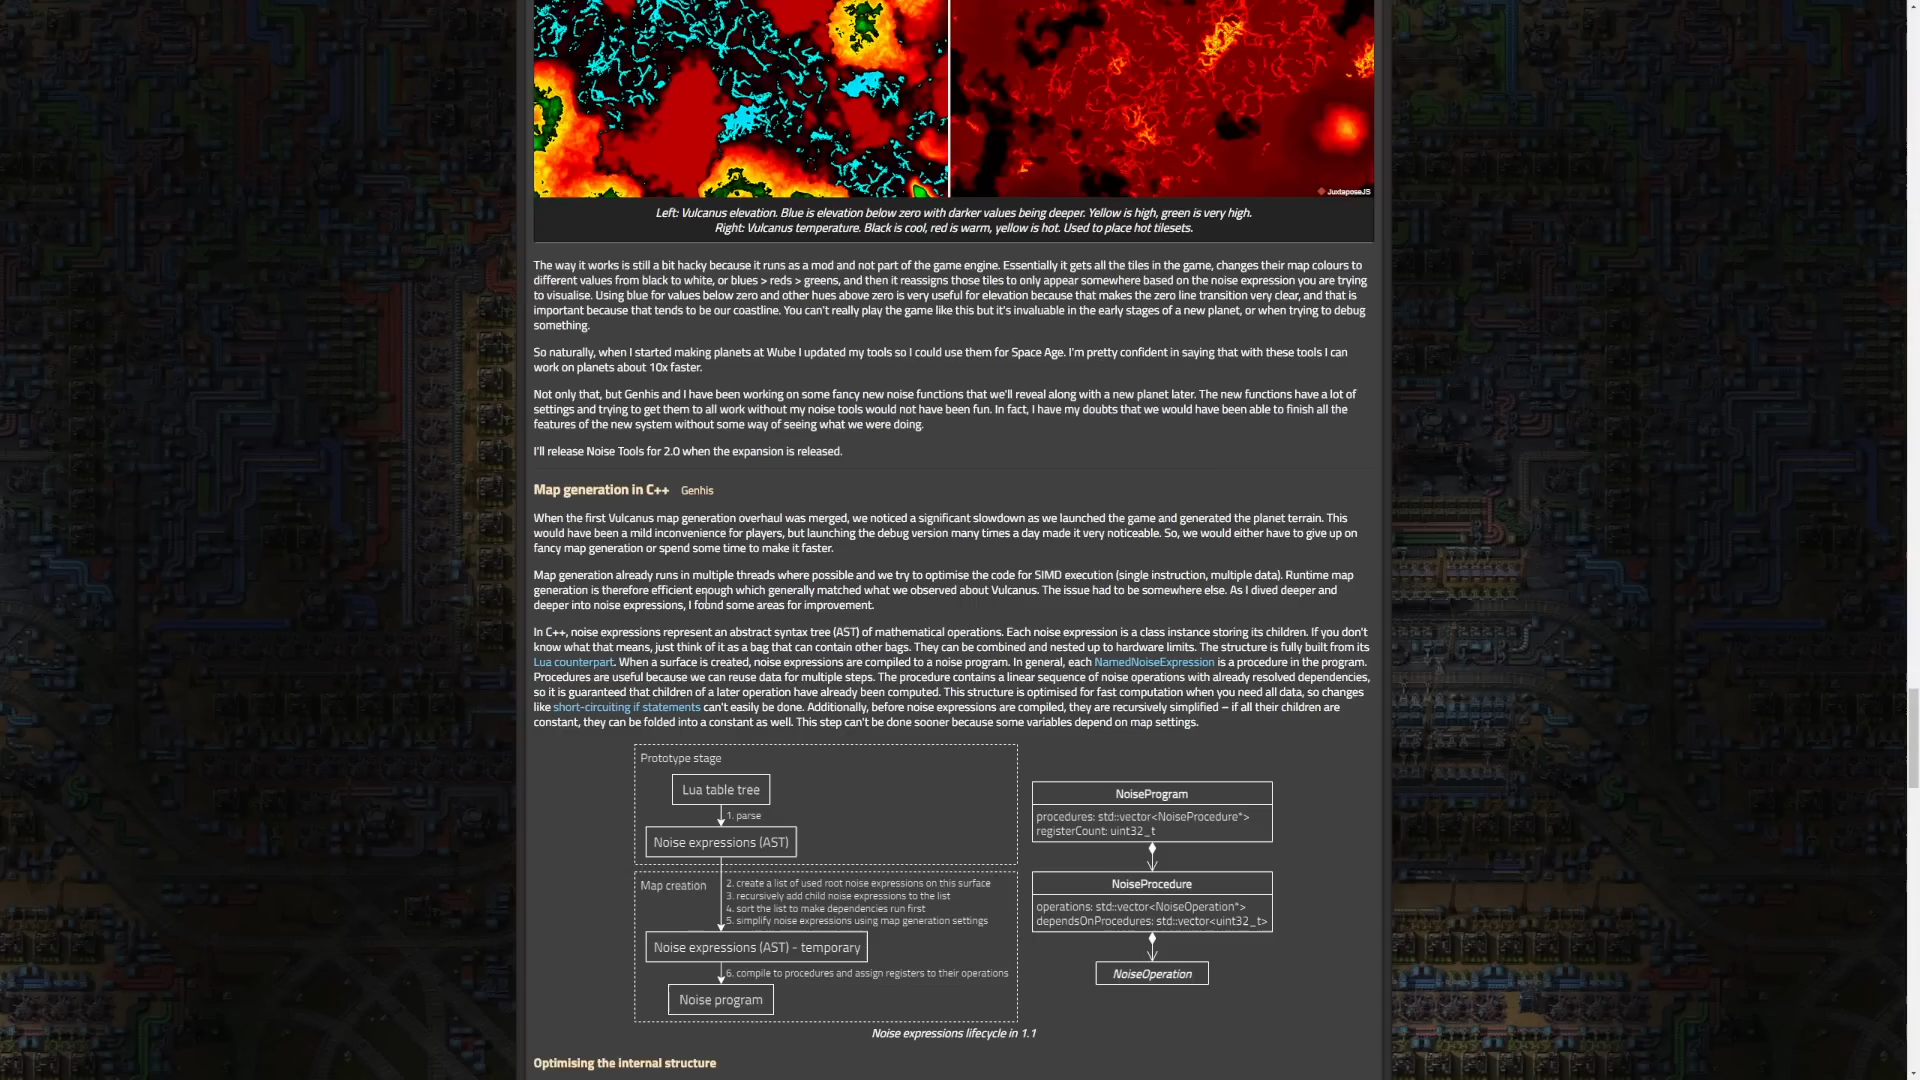 JuxtaposeJS
Left: Vulcanus elevation. Blue is elevation below zero with darker values being deeper. Yellow is high, green is very high.
Right: Vulcanus temperature. Black is cool, red is warm, yellow is hot. Used to place hot tilesets.
The way it works is still a bit hacky because it runs as a mod and not part of the game engine. Essentially it gets all the tiles in the game, changes their map colours to
different values from black to white, or blues > reds > greens, and then it reassigns those tiles to only appear somewhere based on the noise expression you are trying
to visualise. Using blue for values below zero and other hues above zero is very useful for elevation because that makes the zero line transition very clear, and that is
important because that tends to be our coastline. You can't really play the game like this but it's invaluable in the early stages of a new planet, or when trying to debug
something.
So naturally, when I started making planets at Wube I updated my tools so I could use them for Space Age. I'm pretty confident in saying that with these tools I can
work on planets about 10x faster.
Not only that, but Genhis and I have been working on some fancy new noise functions that we'll reveal along with a new planet later. The new functions have a lot of
settings and trying to get them to all work without my noise tools would not have been fun. In fact, I have my doubts that we would have been able to finish all the
features of the new system without some way of seeing what we were doing.
I'll release Noise Tools for 2.0 when the expansion is released.
Map generation in C++ Genhis
When the first Vulcanus map generation overhaul was merged, we noticed a significant slowdown as we launched the game and generated the planet terrain. This
would have been a mild inconvenience for players, but launching the debug version many times a day made it very noticeable. So, we would either have to give up on
fancy map generation or spend some time to make it faster.
Map generation already runs in multiple threads where possible and we try to optimise the code for SIMD execution (single instruction, multiple data). Runtime map
generation is therefore efficient enough which generally matched what we observed about Vulcanus. The issue had to be somewhere else. As I dived deeper and
deeper into noise expressions, I found some areas for improvement.
In C++, noise expressions represent an abstract syntax tree (AST) of mathematical operations. Each noise expression is a class instance storing its children. If you don't
know what that means, just think of it as a bag that can contain other bags. They can be combined and nested up to hardware limits. The structure is fully built from its
Lua counterpart. When a surface is created, noise expressions are compiled to a noise program. In general, each NamedNoiseExpression is a procedure in the program.
Procedures are useful because we can reuse data for multiple steps. The procedure contains a linear sequence of noise operations with already resolved dependencies,
so it is guaranteed that children of a later operation have already been computed. This structure is optimised for fast computation when you need all data, so changes
like short-circuiting if statements can't easily be done. Additionally, before noise expressions are compiled, they are recursively simplified – if all their children are
constant, they can be folded into a constant as well. This step can't be done sooner because some variables depend on map settings.
Prototype stage
Lua table tree
1. parse
Noise expressions (AST)
Map creation
2. create a list of used root noise expressions on this surface
3. recursively add child noise expressions to the list
4. sort the list to make dependencies run first
5. simplify noise expressions using map generation settings
Noise expressions (AST) - temporary
6. compile to procedures and assign registers to their operations
Noise program
NoiseProgram
procedures: std::vector<NoiseProcedure*>
registerCount: uint32_t
NoiseProcedure
operations: std::vector<NoiseOperation*>
dependsOnProcedures: std::vector<uint32_t>
NoiseOperation
Noise expressions lifecycle in 1.1
Optimising the internal structure